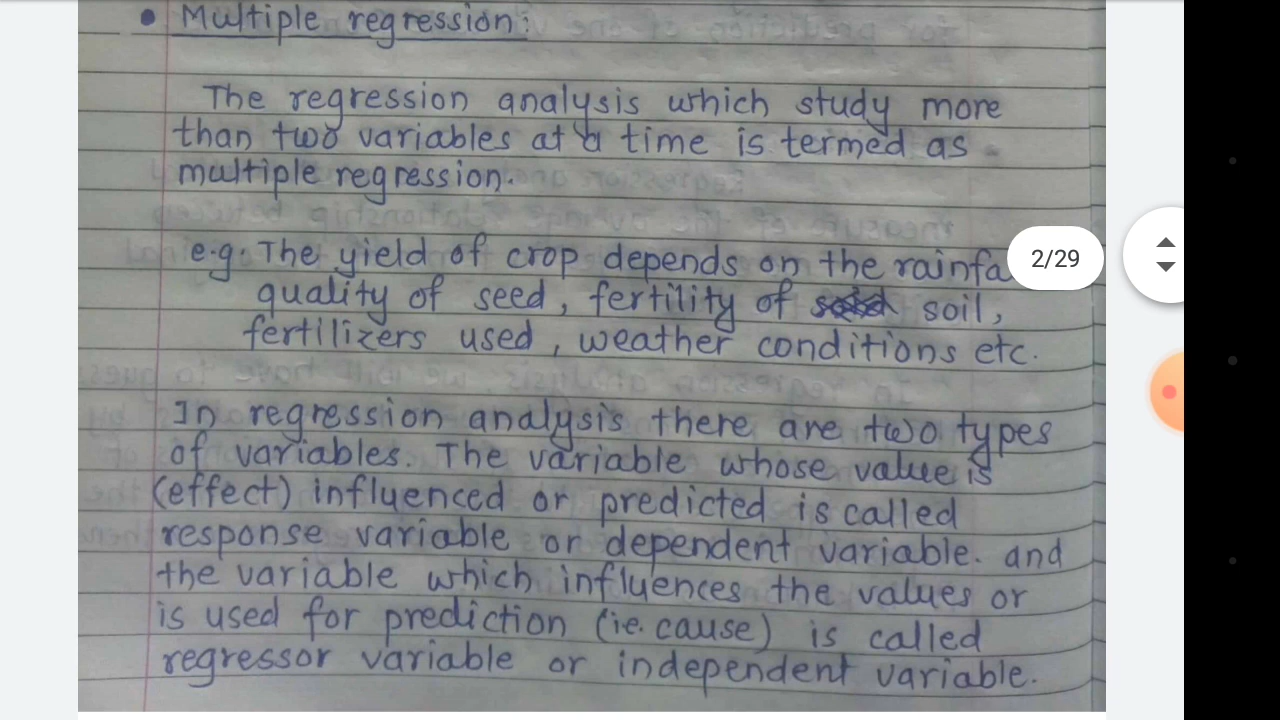 • Multiple regression:
The regression analysis which study more
than two variables at a time is termed as
multiple regression.
e.g. The yield of crop depends on the rainfa
quality of seed, fertility of soil,
fertilizers used, weather conditions etc.
In regression analysis there are two types
of variables. The variable whose value is
(effect) influenced or predicted is called
response variable or dependent variable. and
the variable which influences the values or
is used for prediction (ie. cause) is called
regressor variable or independent variable.
2/29